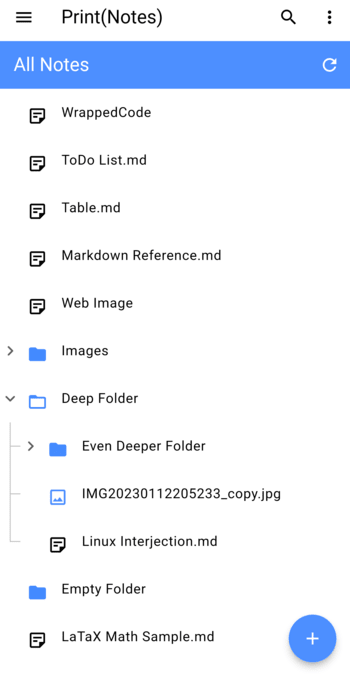 Print(Notes)
All Notes
WrappedCode
ToDo List.md
Table.md
Markdown Reference.md
Web Image
Images
Deep Folder
Even Deeper Folder
IMG20230112205233_copy.jpg
Linux Interjection.md
Empty Folder
LaTaX Math Sample.md